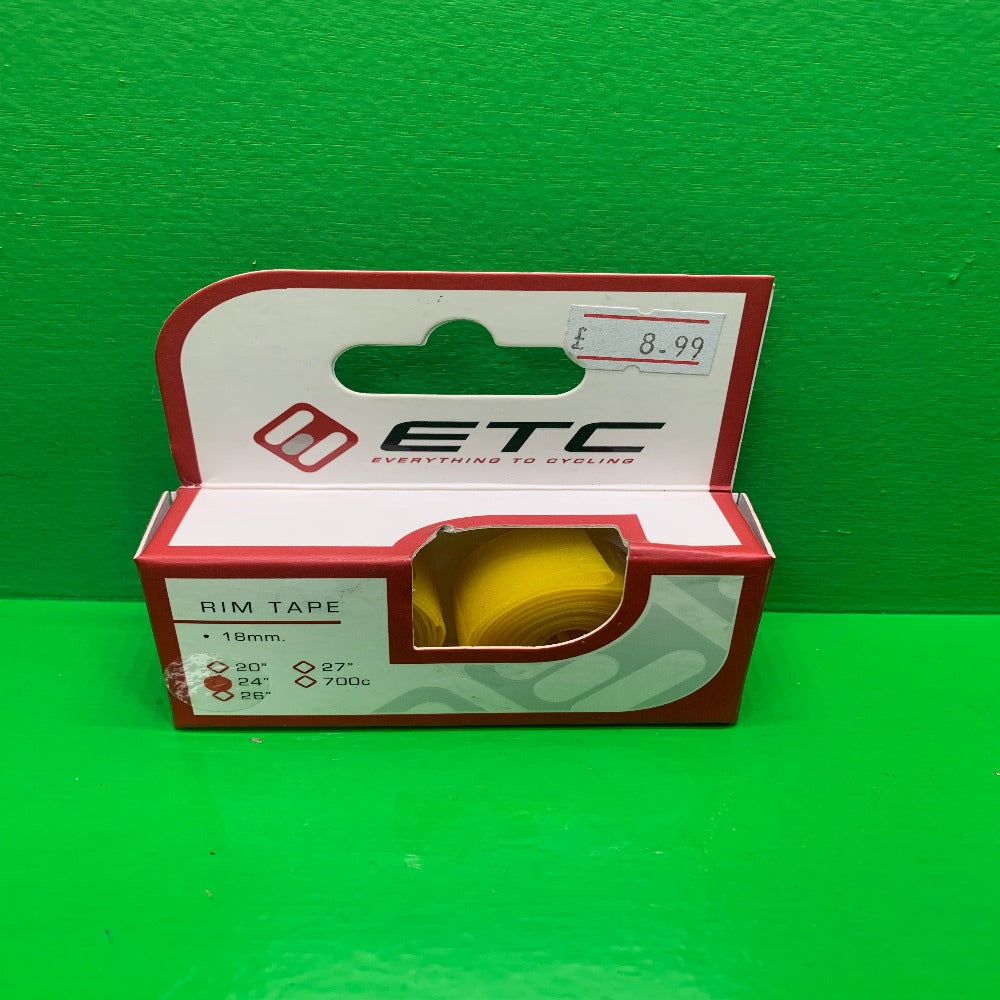 £ 8.99
ETC
EVERYTHING TO CYCLING
RIM TAPE
• 18mm.
20" 27"
24" 700c
26"